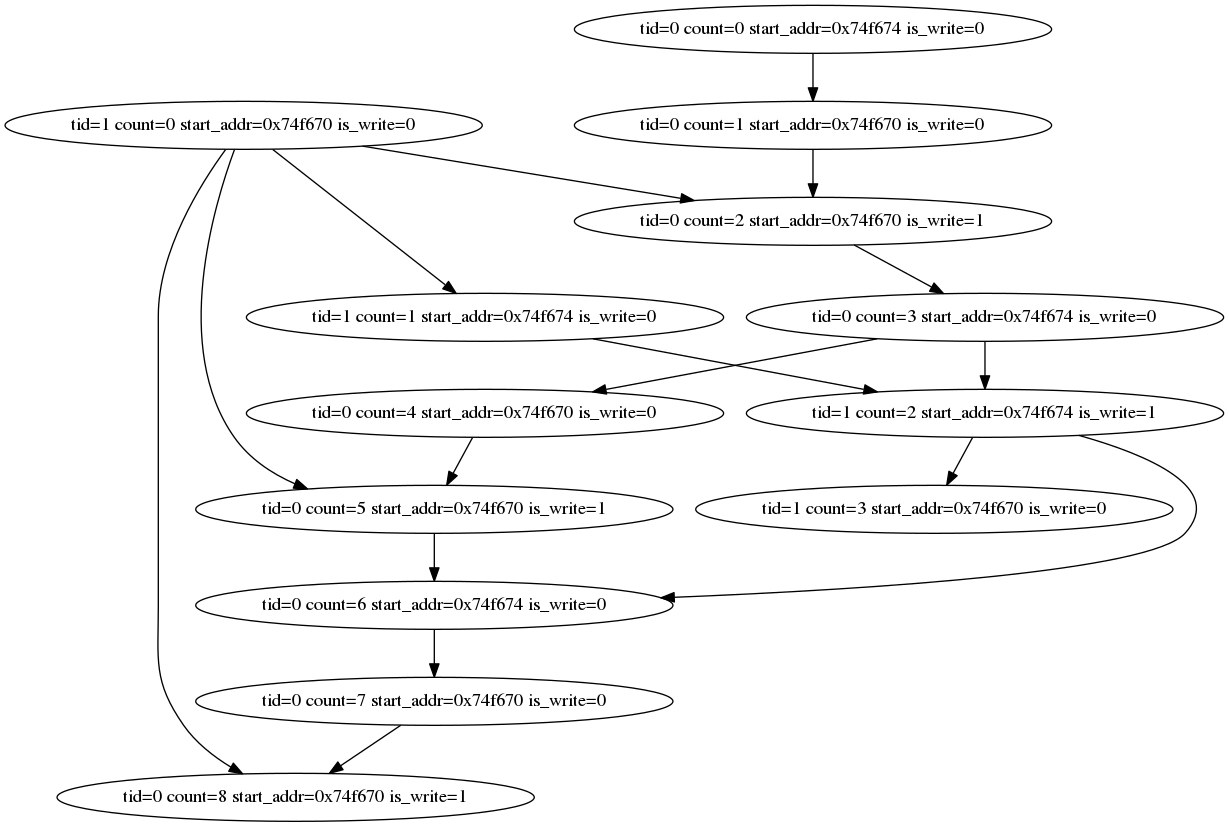 tid=0 count=0 start_addr=0x74f674 is_write=0
tid=1 count=0 start_addr=0x74f670 is_write=0
tid=0 count=1 start_addr=0x74f670 is_write=0
tid=0 count=2 start_addr=0x74f670 is_write=1
tid=1 count=1 start_addr=0x74f674 is_write=0
tid=0 count=3 start_addr=0x74f674 is_write=0
tid=0 count=4 start_addr=0x74f670 is_write=0
tid=1 count=2 start_addr=0x74f674 is_write=1
tid=0 count=5 start_addr=0x74f670 is_write=1
tid=1 count=3 start_addr=0x74f670 is_write=0
tid=0 count=6 start_addr=0x74f674 is_write=0
tid=0 count=7 start_addr=0x74f670 is_write=0
tid=0 count=8 start_addr=0x74f670 is_write=1